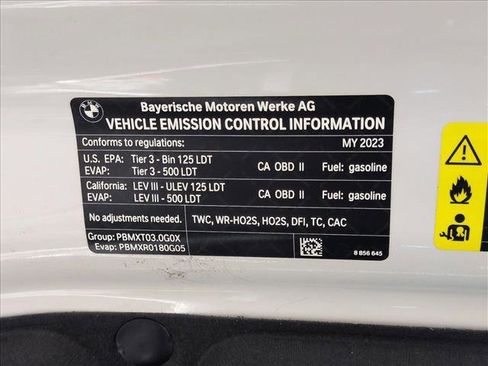 BMW
Bayerische Motoren Werke AG
VEHICLE EMISSION CONTROL INFORMATION
Conforms to regulations: MY 2023
U.S. EPA: Tier 3 - Bin 125 LDT CA OBD II Fuel: gasoline
EVAP: Tier 3 - 500 LDT
California: LEV III - ULEV 125 LDT CA OBD II Fuel: gasoline
EVAP: LEV III - 500 LDT
No adjustments needed. TWC, WR-HO2S, HO2S, DFI, TC, CAC
Group: PBMXT03.0G0X
Evap: PBMXR0180G05
8 856 645